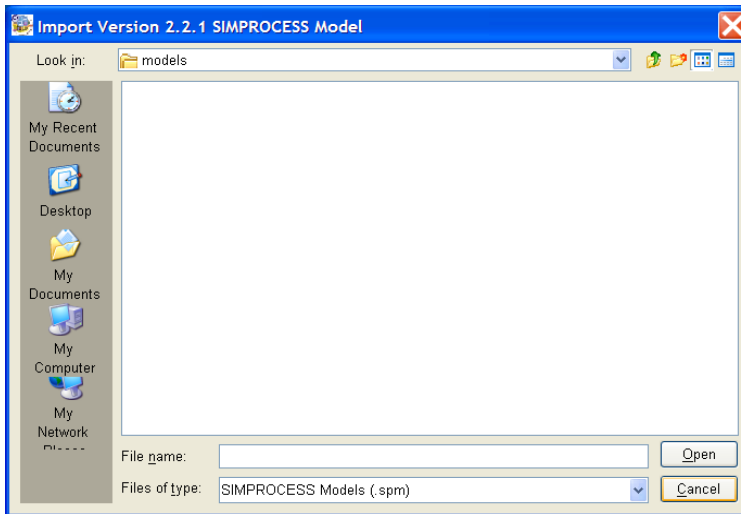 Import Version 2.2.1 SIMPROCESS Model
Look in:
models
My Recent
Documents
Desktop
My
Documents
My
Computer
My
Network
File name:
Open
Files of type:
SIMPROCESS Models (.spm)
Cancel